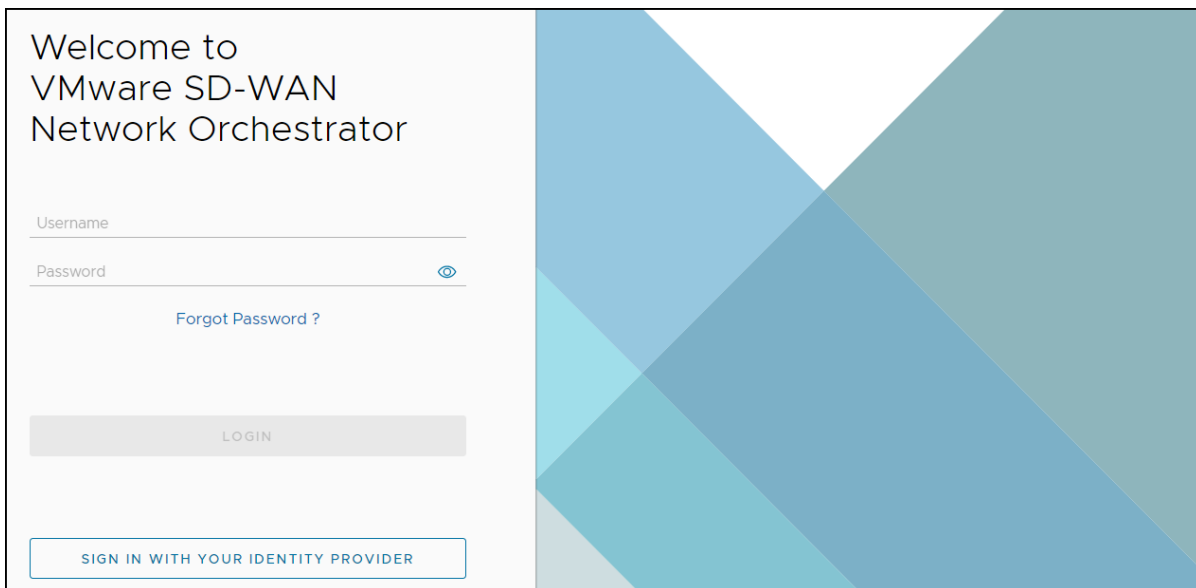 Welcome to
VMware SD-WAN
Network Orchestrator
Username
Password
Forgot Password ?
LOGIN
SIGN IN WITH YOUR IDENTITY PROVIDER